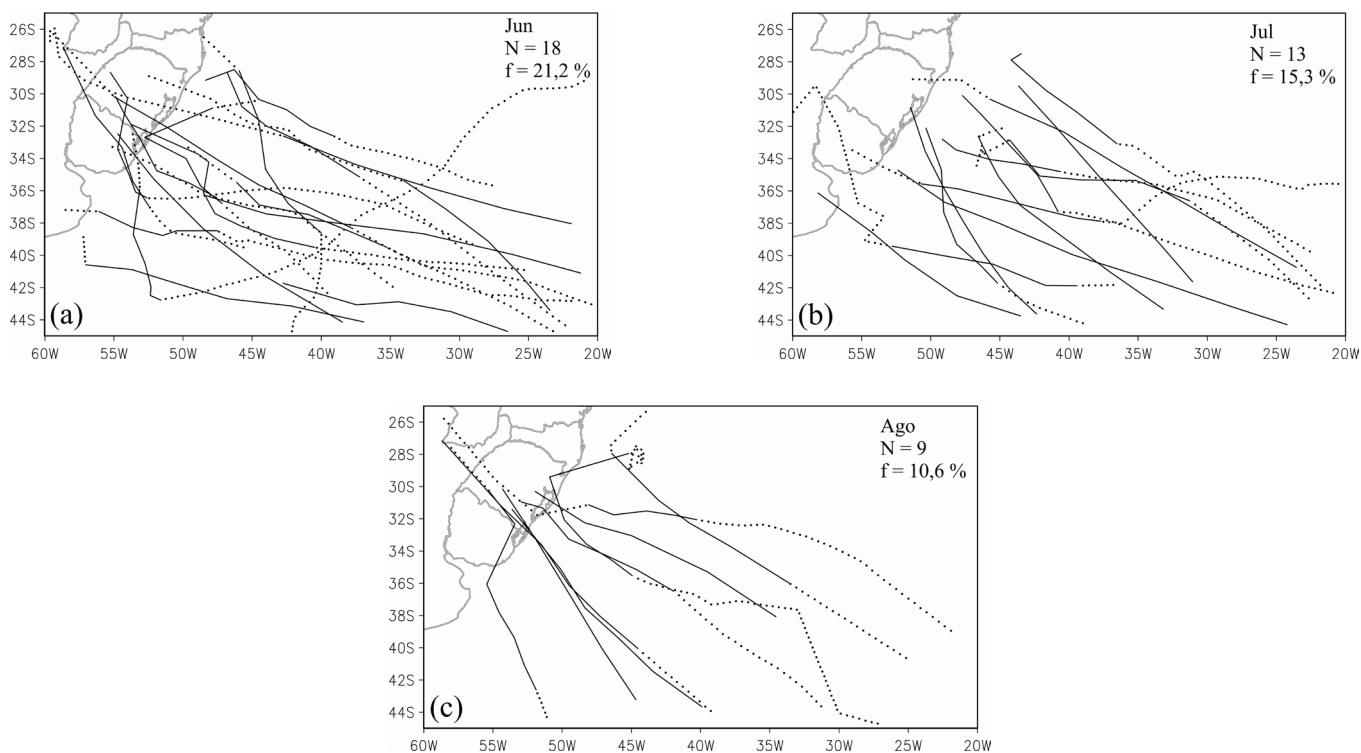 26S
28S
30S
32S
34S
36S
38S
40S
42S
44S
60W 55W 50W 45W 40W 35W 30W 25W 20W
Jun
N = 18
f = 21,2 %
(a)
26S
28S
30S
32S
34S
36S
38S
40S
42S
44S
60W 55W 50W 45W 40W 35W 30W 25W 20W
Jul
N = 13
f = 15,3 %
(b)
26S
28S
30S
32S
34S
36S
38S
40S
42S
44S
60W 55W 50W 45W 40W 35W 30W 25W 20W
Ago
N = 9
f = 10,6 %
(c)